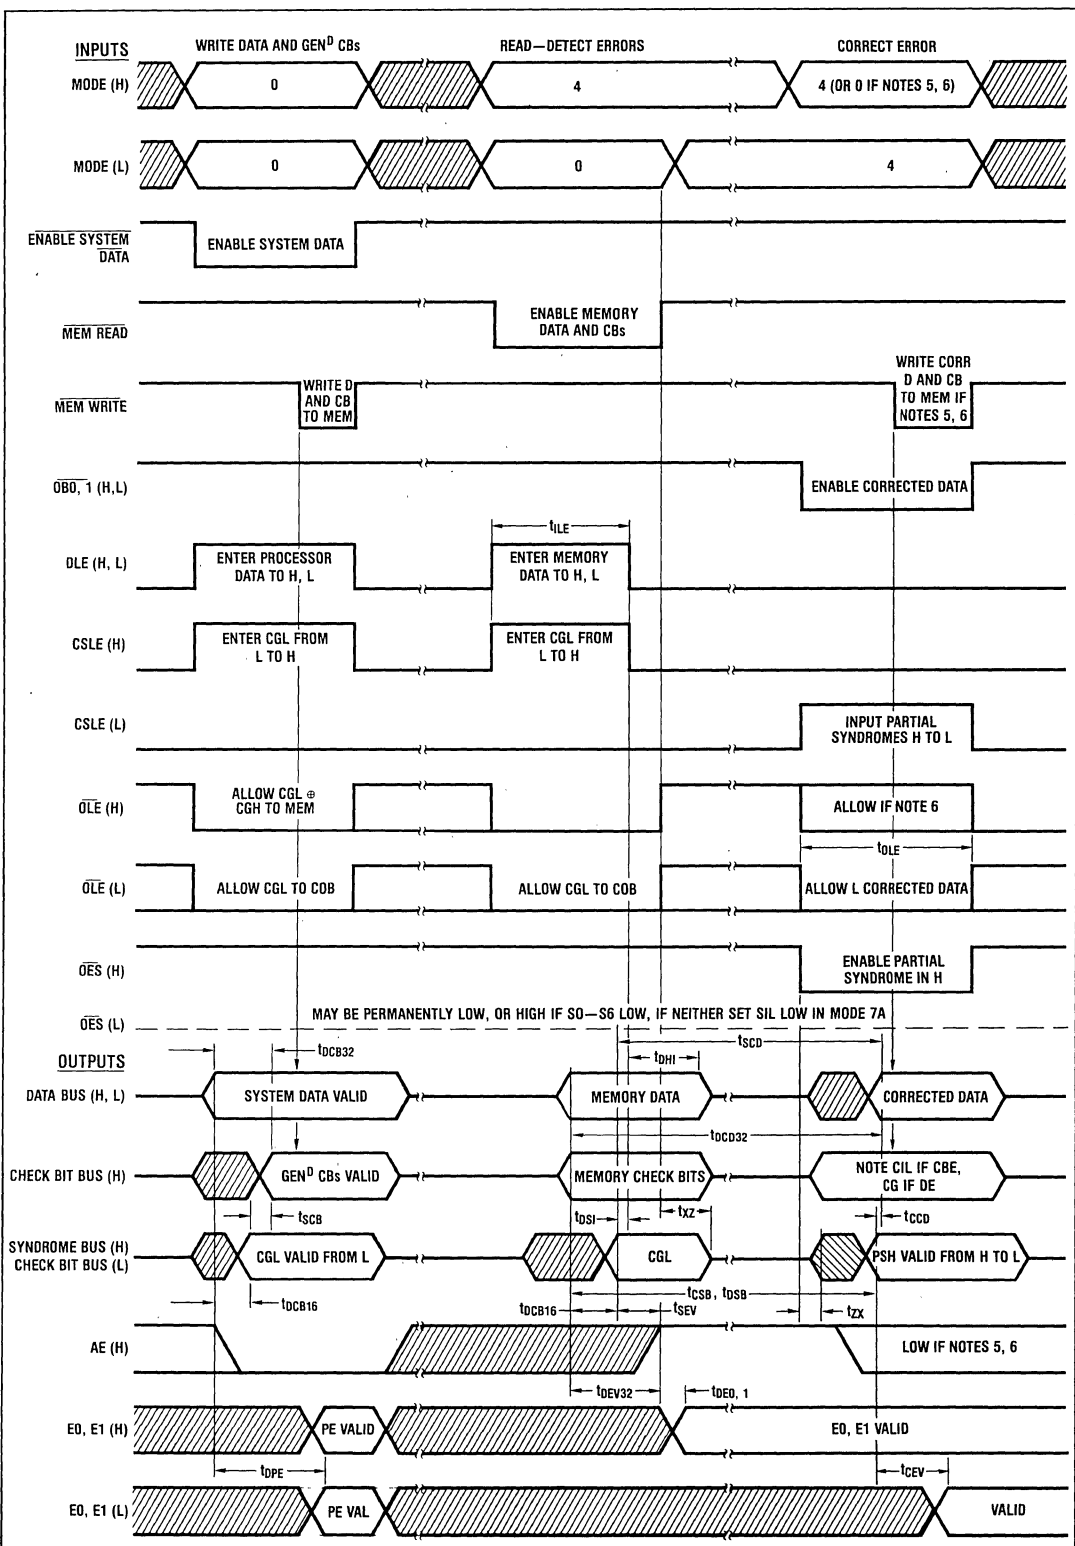 INPUTS
WRITE DATA AND GENᴰ CBs
READ—DETECT ERRORS
CORRECT ERROR
MODE (H)
0
4
4 (OR 0 IF NOTES 5, 6)
MODE (L)
0
0
4
ENABLE SYSTEM
DATA
ENABLE SYSTEM DATA
MEM READ
ENABLE MEMORY
DATA AND CBs
MEM WRITE
WRITE D
AND CB
TO MEM
WRITE CORR
D AND CB
TO MEM IF
NOTES 5, 6
OB0, 1 (H,L)
ENABLE CORRECTED DATA
tILE
DLE (H, L)
ENTER PROCESSOR
DATA TO H, L
ENTER MEMORY
DATA TO H, L
CSLE (H)
ENTER CGL FROM
L TO H
ENTER CGL FROM
L TO H
CSLE (L)
INPUT PARTIAL
SYNDROMES H TO L
OLE (H)
ALLOW CGL ⊕
CGH TO MEM
ALLOW IF NOTE 6
tOLE
OLE (L)
ALLOW CGL TO COB
ALLOW CGL TO COB
ALLOW L CORRECTED DATA
OES (H)
ENABLE PARTIAL
SYNDROME IN H
OES (L)
MAY BE PERMANENTLY LOW, OR HIGH IF SO—S6 LOW, IF NEITHER SET SIL LOW IN MODE 7A
OUTPUTS
tDCB32
tSCD
tDHI
DATA BUS (H, L)
SYSTEM DATA VALID
MEMORY DATA
CORRECTED DATA
tDCD32
CHECK BIT BUS (H)
GENᴰ CBs VALID
MEMORY CHECK BITS
NOTE CIL IF CBE,
CG IF DE
tSCB
tDSI
tXZ
tCCD
SYNDROME BUS (H)
CHECK BIT BUS (L)
CGL VALID FROM L
CGL
PSH VALID FROM H TO L
tCSB, tDSB
tDCB16
tDCB16
tSEV
tZX
AE (H)
LOW IF NOTES 5, 6
tDEV32
tDE0, 1
E0, E1 (H)
PE VALID
E0, E1 VALID
tDPE
tCEV
E0, E1 (L)
PE VAL
VALID